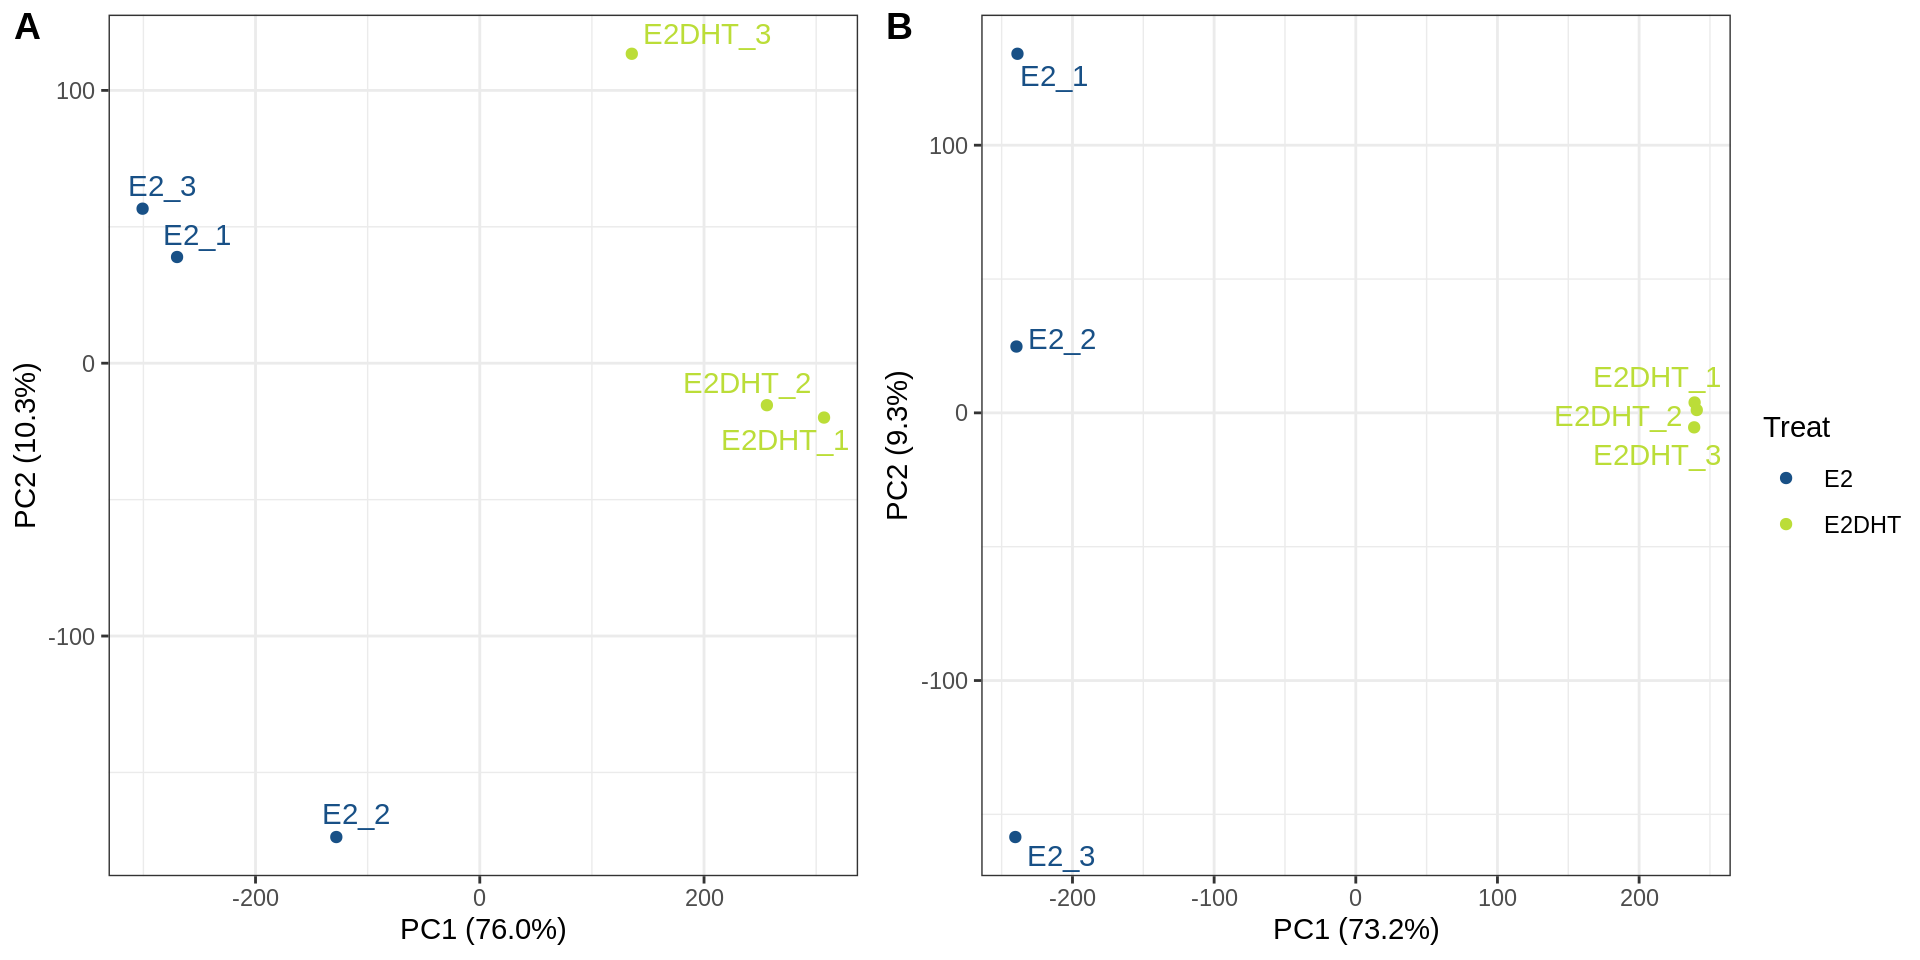 A
E2DHT_3
100
E2_3
E2_1
0
E2DHT_2
E2DHT_1
PC2 (10.3%)
-100
E2_2
-200
0
200
PC1 (76.0%)
B
E2_1
100
E2_2
E2DHT_1
0
E2DHT_2
E2DHT_3
PC2 (9.3%)
-100
E2_3
-200
-100
0
100
200
PC1 (73.2%)
Treat
E2
E2DHT